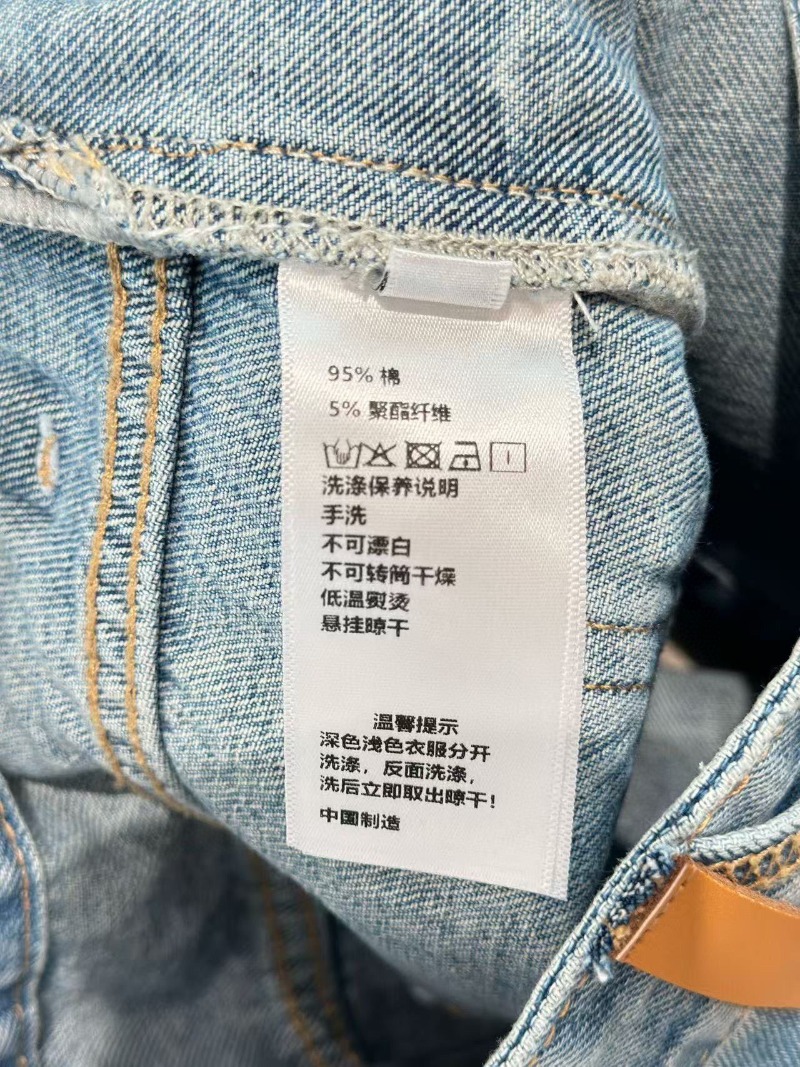 95% 棉
5% 聚酯纤维
洗涤保养说明
手洗
不可漂白
不可转筒干燥
低温熨烫
悬挂晾干
温馨提示
深色浅色衣服分开
洗涤，反面洗涤，
洗后立即取出晾干！
中國制造